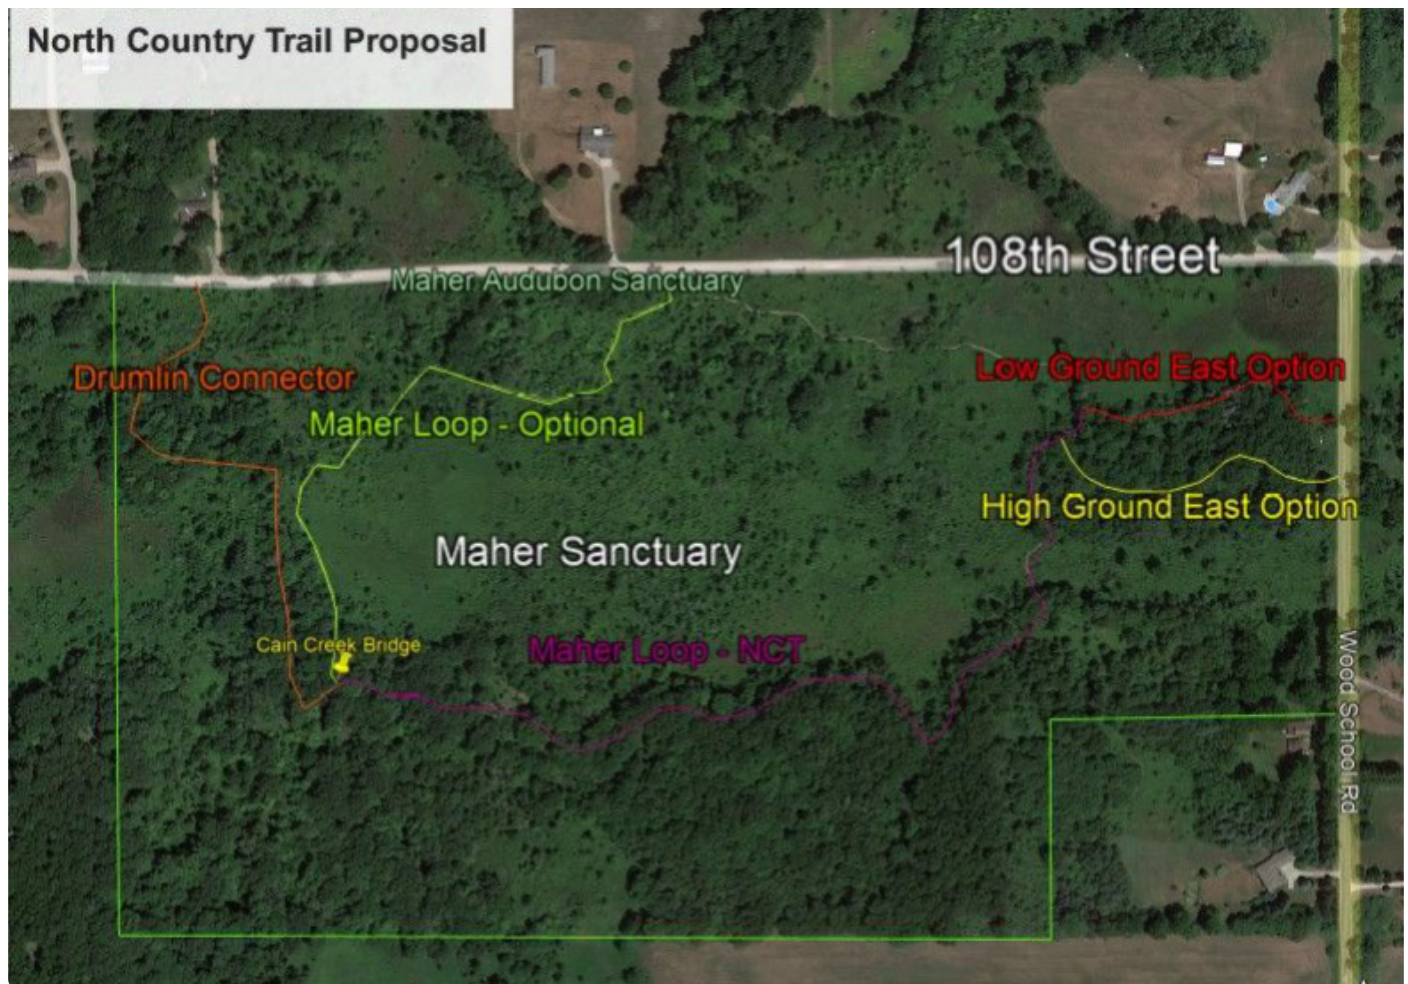 North Country Trail Proposal
108th Street
Maher Audubon Sanctuary
Low Ground East Option
Drumlin Connector
Maher Loop - Optional
High Ground East Option
Maher Sanctuary
Cain Creek Bridge
Maher Loop - NCT
Wood School Rd